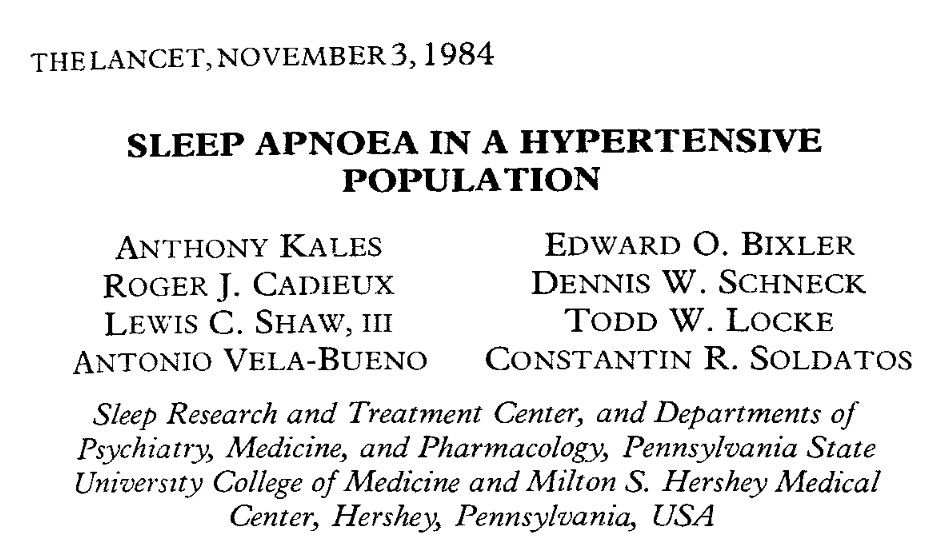 THE LANCET, NOVEMBER 3, 1984
SLEEP APNOEA IN A HYPERTENSIVE
POPULATION
ANTHONY KALES EDWARD O. BIXLER
ROGER J. CADIEUX DENNIS W. SCHNECK
LEWIS C. SHAW, III TODD W. LOCKE
ANTONIO VELA-BUENO CONSTANTIN R. SOLDATOS
Sleep Research and Treatment Center, and Departments of
Psychiatry, Medicine, and Pharmacology, Pennsylvania State
University College of Medicine and Milton S. Hershey Medical
Center, Hershey, Pennsylvania, USA